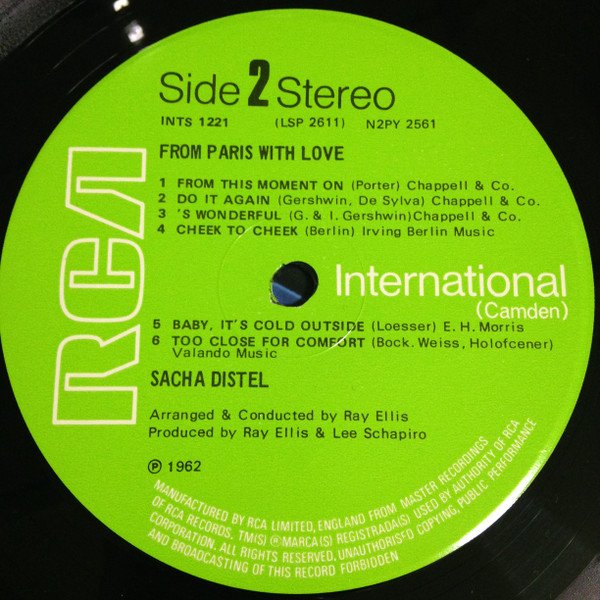 Side 2 Stereo
INTS 1221 (LSP 2611) N2PY 2561
FROM PARIS WITH LOVE
1 FROM THIS MOMENT ON (Porter) Chappell & Co.
2 DO IT AGAIN (Gershwin, De Sylva) Chappell & Co.
3 'S WONDERFUL (G. & I. Gershwin)Chappell & Co.
4 CHEEK TO CHEEK (Berlin) Irving Berlin Music
RCA
International
(Camden)
5 BABY, IT'S COLD OUTSIDE (Loesser) E.H. Morris
6 TOO CLOSE FOR COMFORT (Bock. Weiss, Holofcener)
Valando Music
SACHA DISTEL
Arranged & Conducted by Ray Ellis
Produced by Ray Ellis & Lee Schapiro
Ⓟ 1962
MANUFACTURED BY RCA LIMITED, ENGLAND FROM MASTER RECORDINGS
OF RCA RECORDS. TM(S) ® MARCA(S) REGISTRADA(S) USED BY AUTHORITY OF RCA
CORPORATION. ALL RIGHTS RESERVED. UNAUTHORISED COPYING, PUBLIC PERFORMANCE
AND BROADCASTING OF THIS RECORD FORBIDDEN